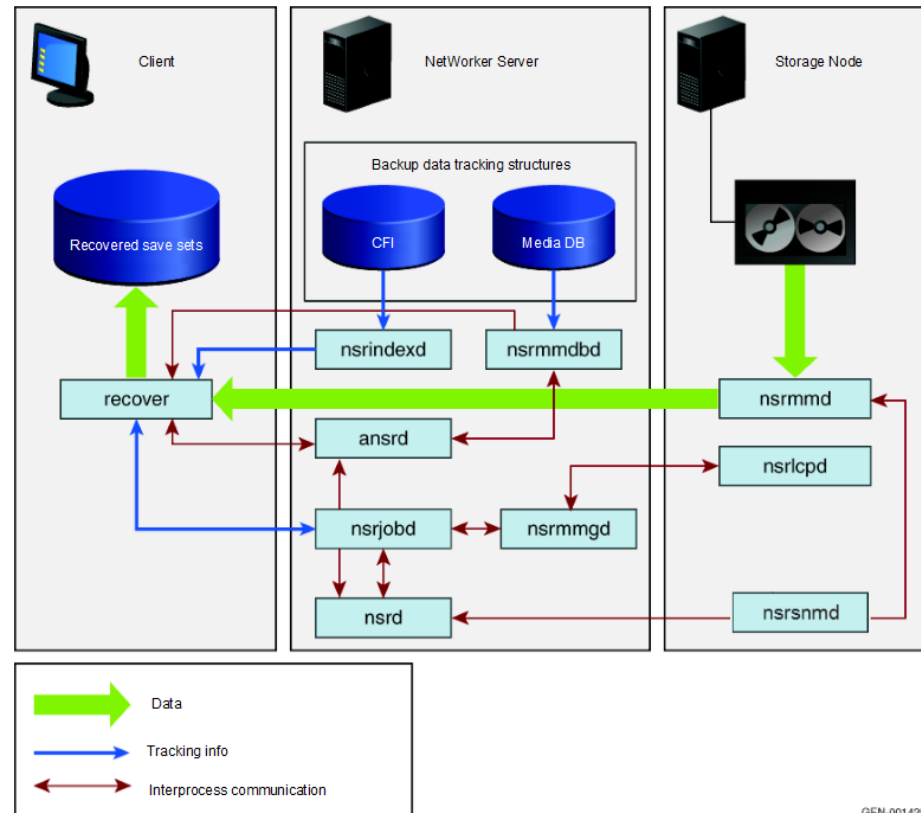 Client
NetWorker Server
Storage Node
Backup data tracking structures
Recovered save sets
CFI
Media DB
nsrindexd
nsrmmdbd
recover
nsrmmd
ansrd
nsrlcpd
nsrjobd
nsrmmgd
nsrd
nsrsnmd
Data
Tracking info
Interprocess communication